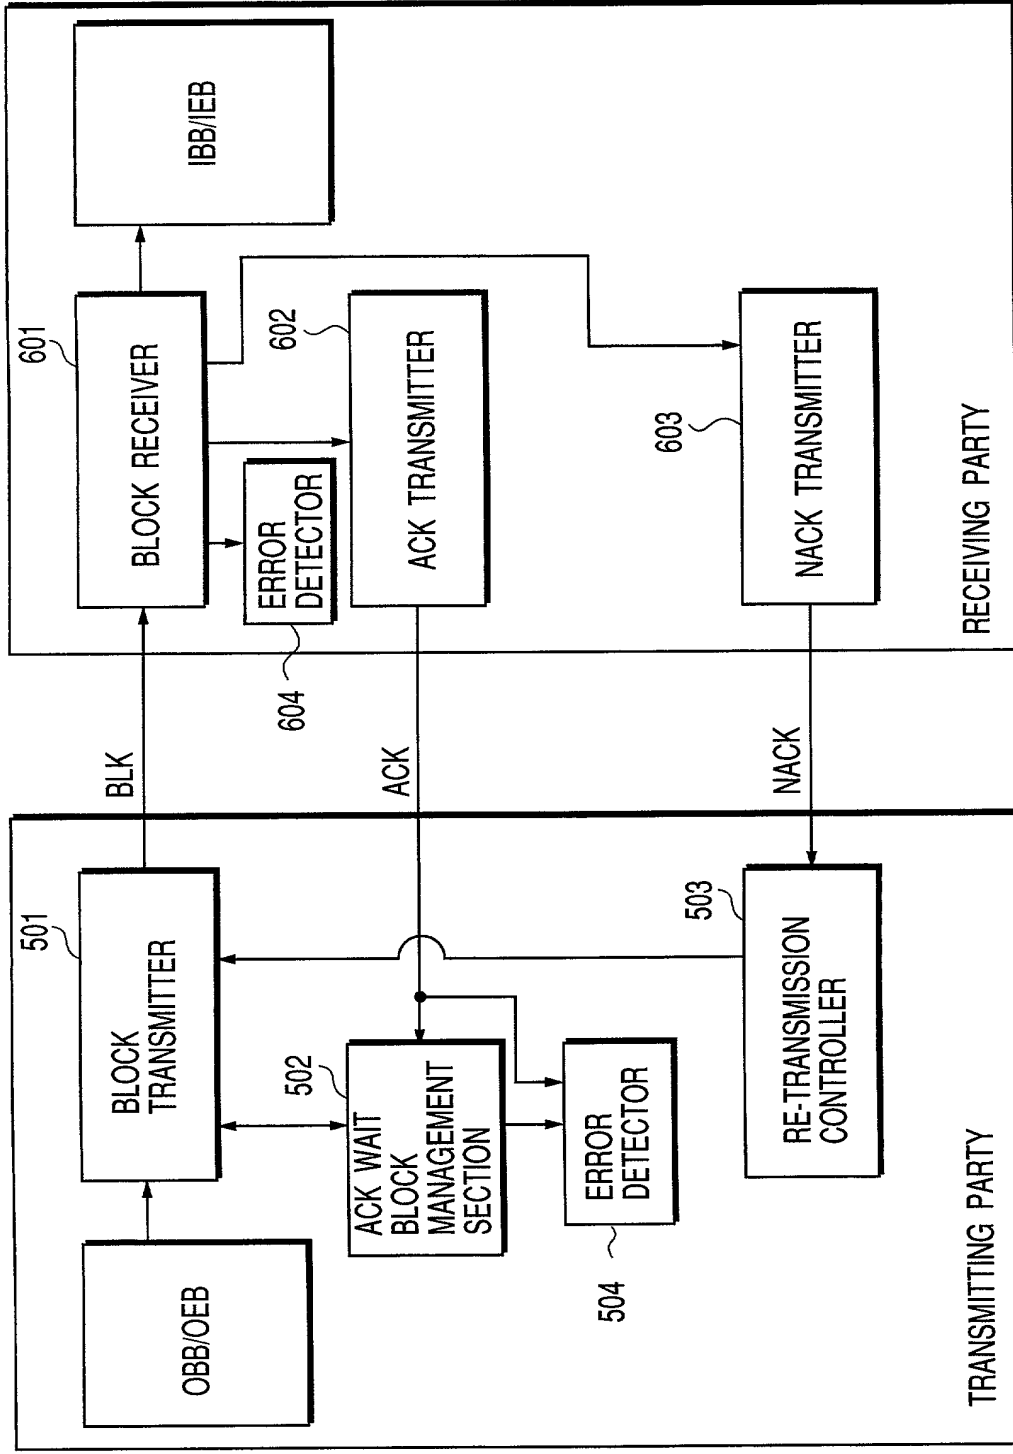 OBB/OEB
501
BLOCK
TRANSMITTER
502
ACK WAIT
BLOCK
MANAGEMENT
SECTION
504
ERROR
DETECTOR
503
RE-TRANSMISSION
CONTROLLER
TRANSMITTING PARTY
BLK
ACK
NACK
601
BLOCK RECEIVER
IBB/IEB
604
ERROR
DETECTOR
602
ACK TRANSMITTER
603
NACK TRANSMITTER
RECEIVING PARTY